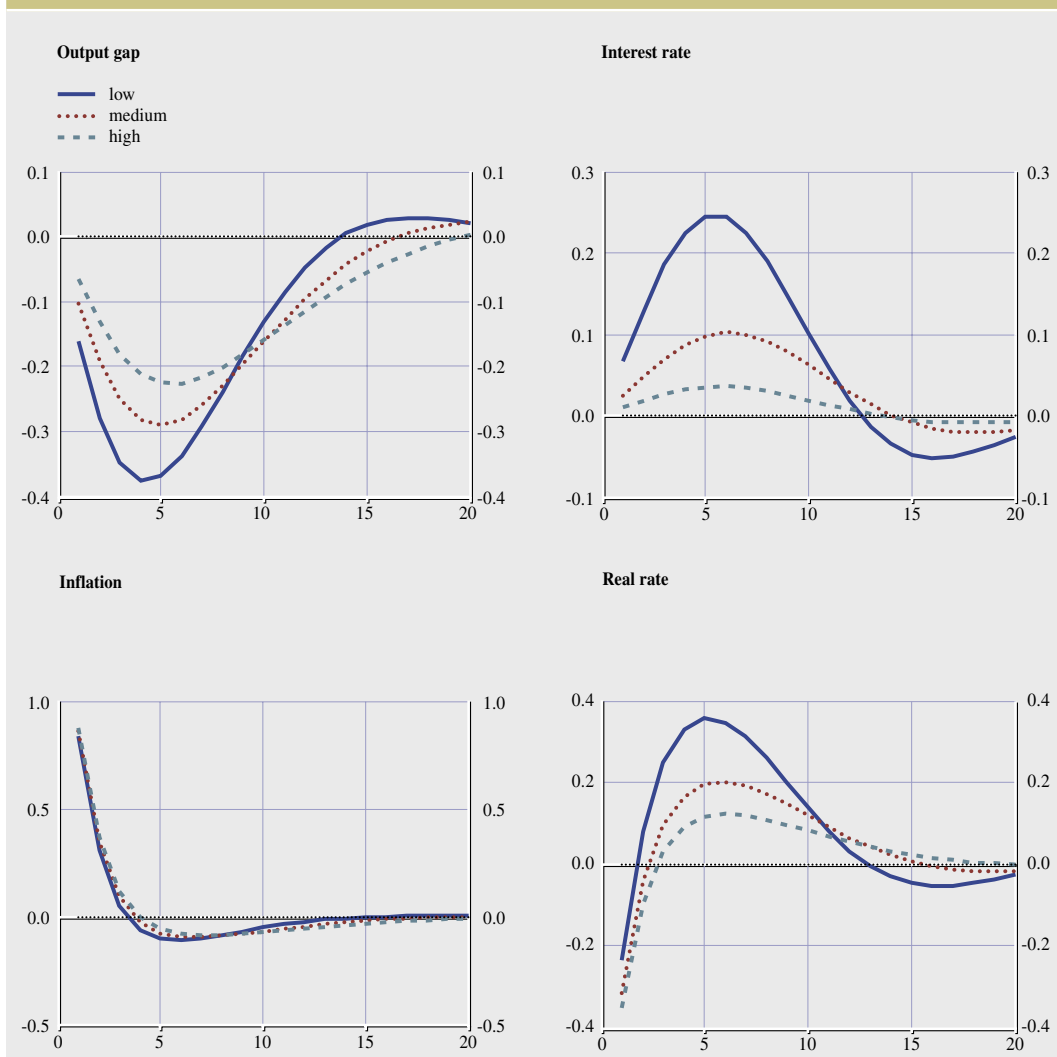 Output gap
Interest rate
low
medium
high
0.1 0.1
0.0 0.0
-0.1 -0.1
-0.2 -0.2
-0.3 -0.3
-0.4 -0.4
0 5 10 15 20
0.3 0.3
0.2 0.2
0.1 0.1
0.0 0.0
-0.1 -0.1
0 5 10 15 20
Inflation
Real rate
1.0 1.0
0.5 0.5
0.0 0.0
-0.5 -0.5
0 5 10 15 20
0.4 0.4
0.2 0.2
0.0 0.0
-0.2 -0.2
-0.4 -0.4
0 5 10 15 20